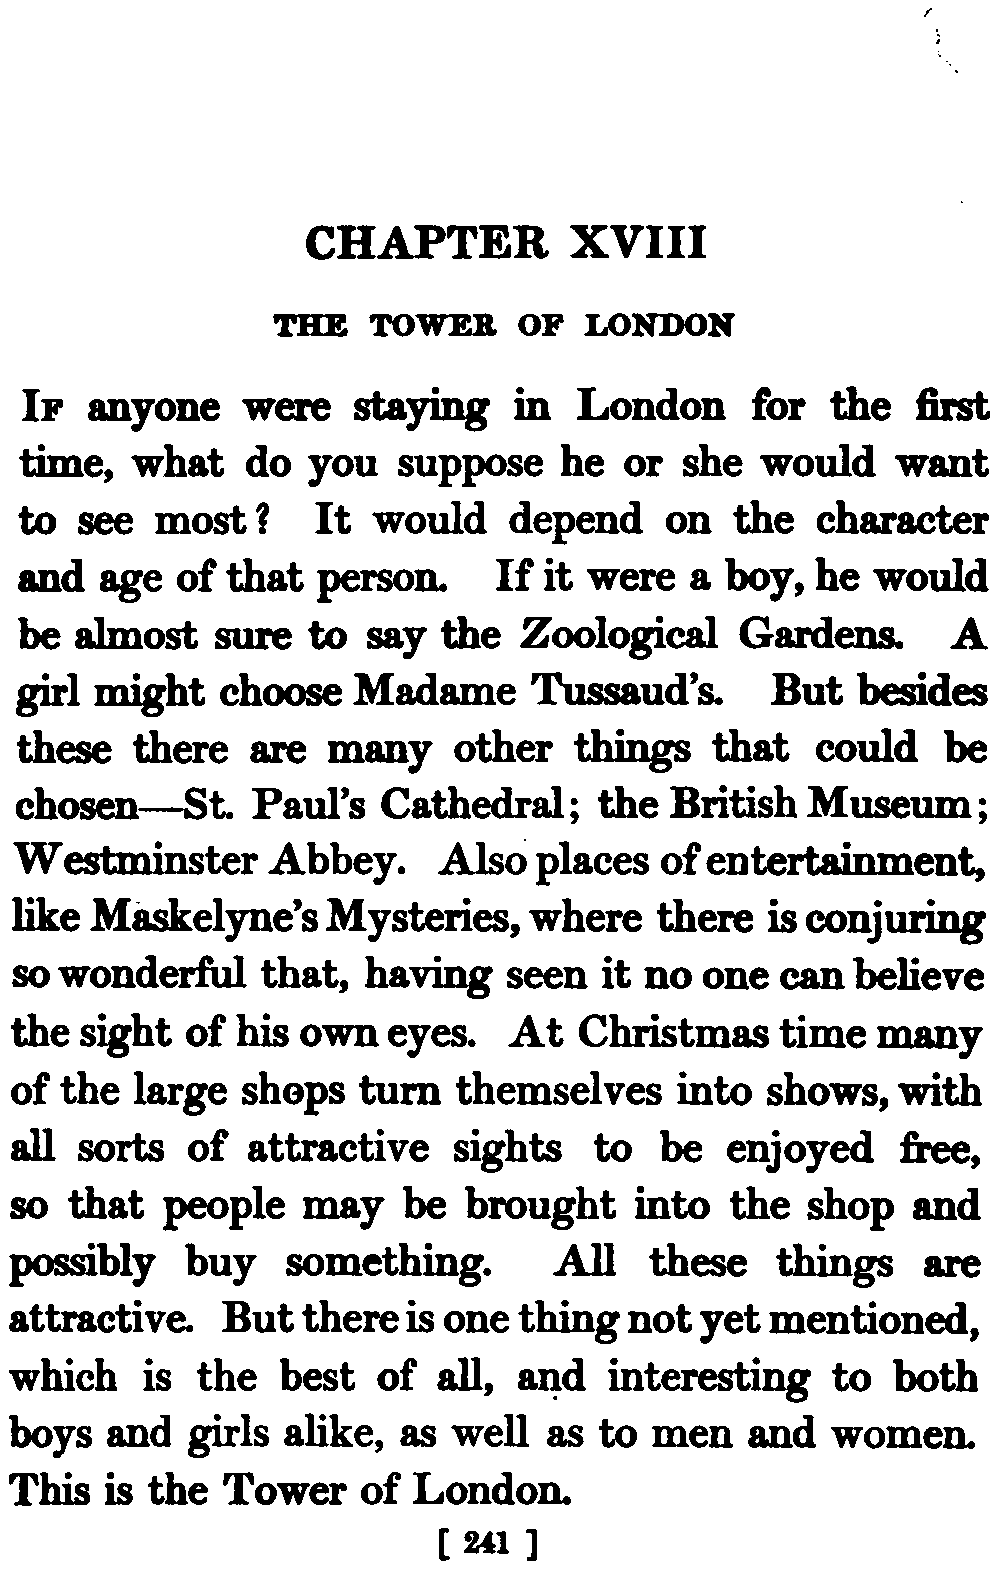 CHAPTER XVIII
THE TOWER OF LONDON
IF anyone were staying in London for the first
time, what do you suppose he or she would want
to see most? It would depend on the character
and age of that person. If it were a boy, he would
be almost sure to say the Zoological Gardens. A
girl might choose Madame Tussaud's. But besides
these there are many other things that could be
chosen—St. Paul's Cathedral; the British Museum;
Westminster Abbey. Also places of entertainment,
like Maskelyne's Mysteries, where there is conjuring
so wonderful that, having seen it no one can believe
the sight of his own eyes. At Christmas time many
of the large shops turn themselves into shows, with
all sorts of attractive sights to be enjoyed free,
so that people may be brought into the shop and
possibly buy something. All these things are
attractive. But there is one thing not yet mentioned,
which is the best of all, and interesting to both
boys and girls alike, as well as to men and women.
This is the Tower of London.
[ 241 ]